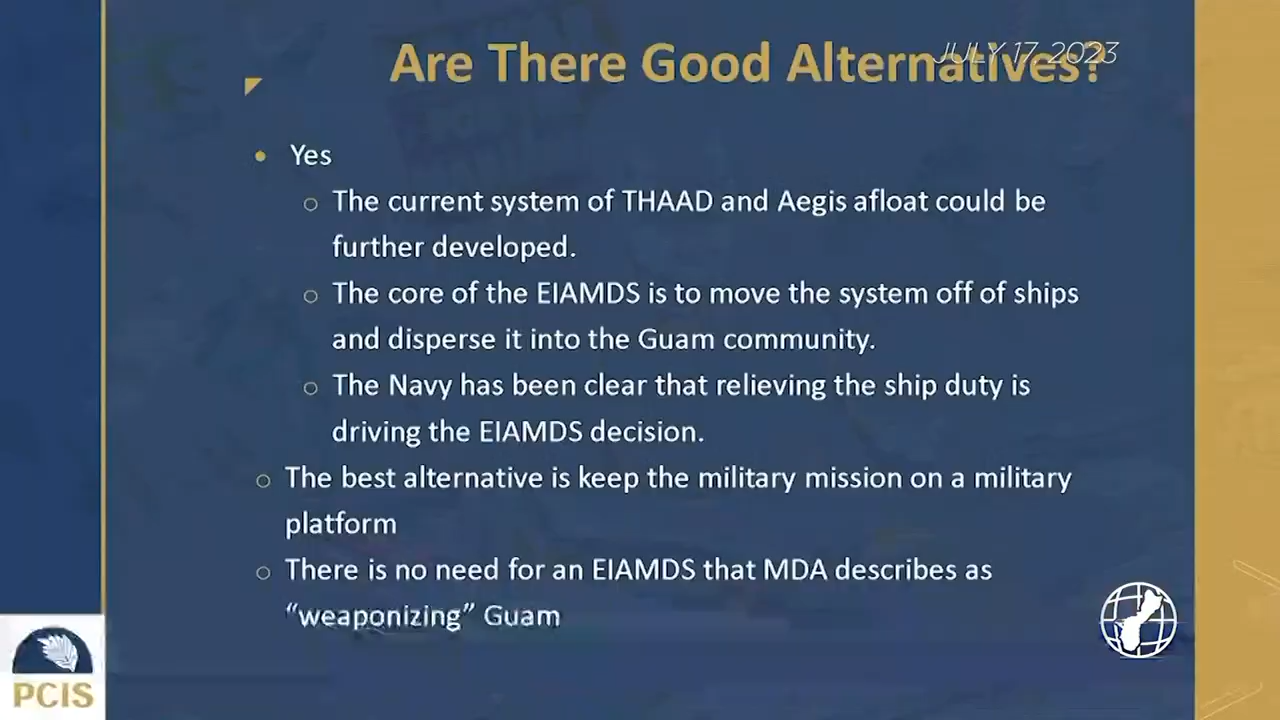 Are There Good Alternatives?
JULY 17, 2023
• Yes
○ The current system of THAAD and Aegis afloat could be
further developed.
○ The core of the EIAMDS is to move the system off of ships
and disperse it into the Guam community.
○ The Navy has been clear that relieving the ship duty is
driving the EIAMDS decision.
○ The best alternative is keep the military mission on a military
platform
○ There is no need for an EIAMDS that MDA describes as
“weaponizing” Guam
PCIS